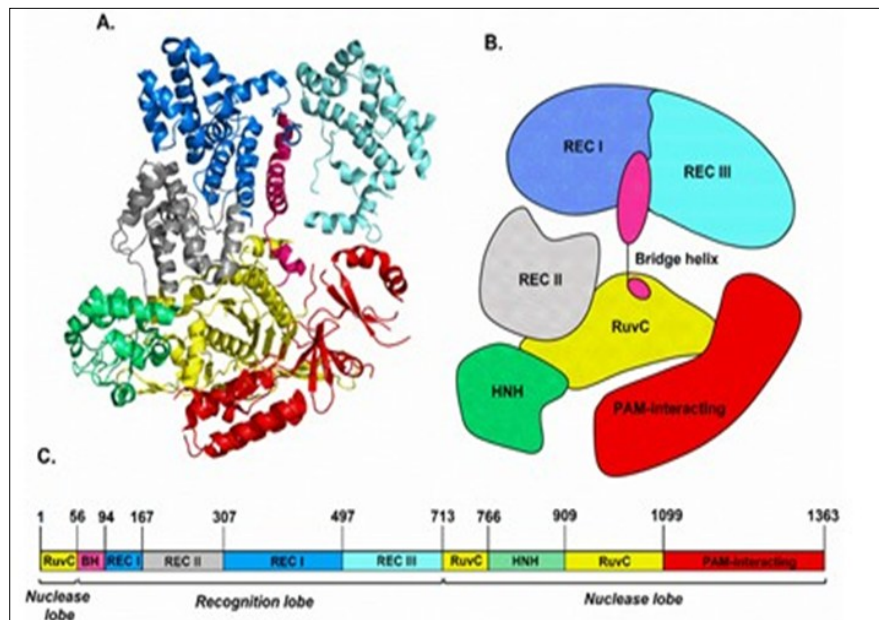 A.
B.
REC I
REC III
Bridge helix
REC II
RuvC
HNH
PAM-interacting
C.
1 56 94 167 307 497 713 766 909 1099 1363
RuvC BH REC I REC II REC I REC III RuvC HNH RuvC PAM-interacting
Nuclease lobe Recognition lobe Nuclease lobe